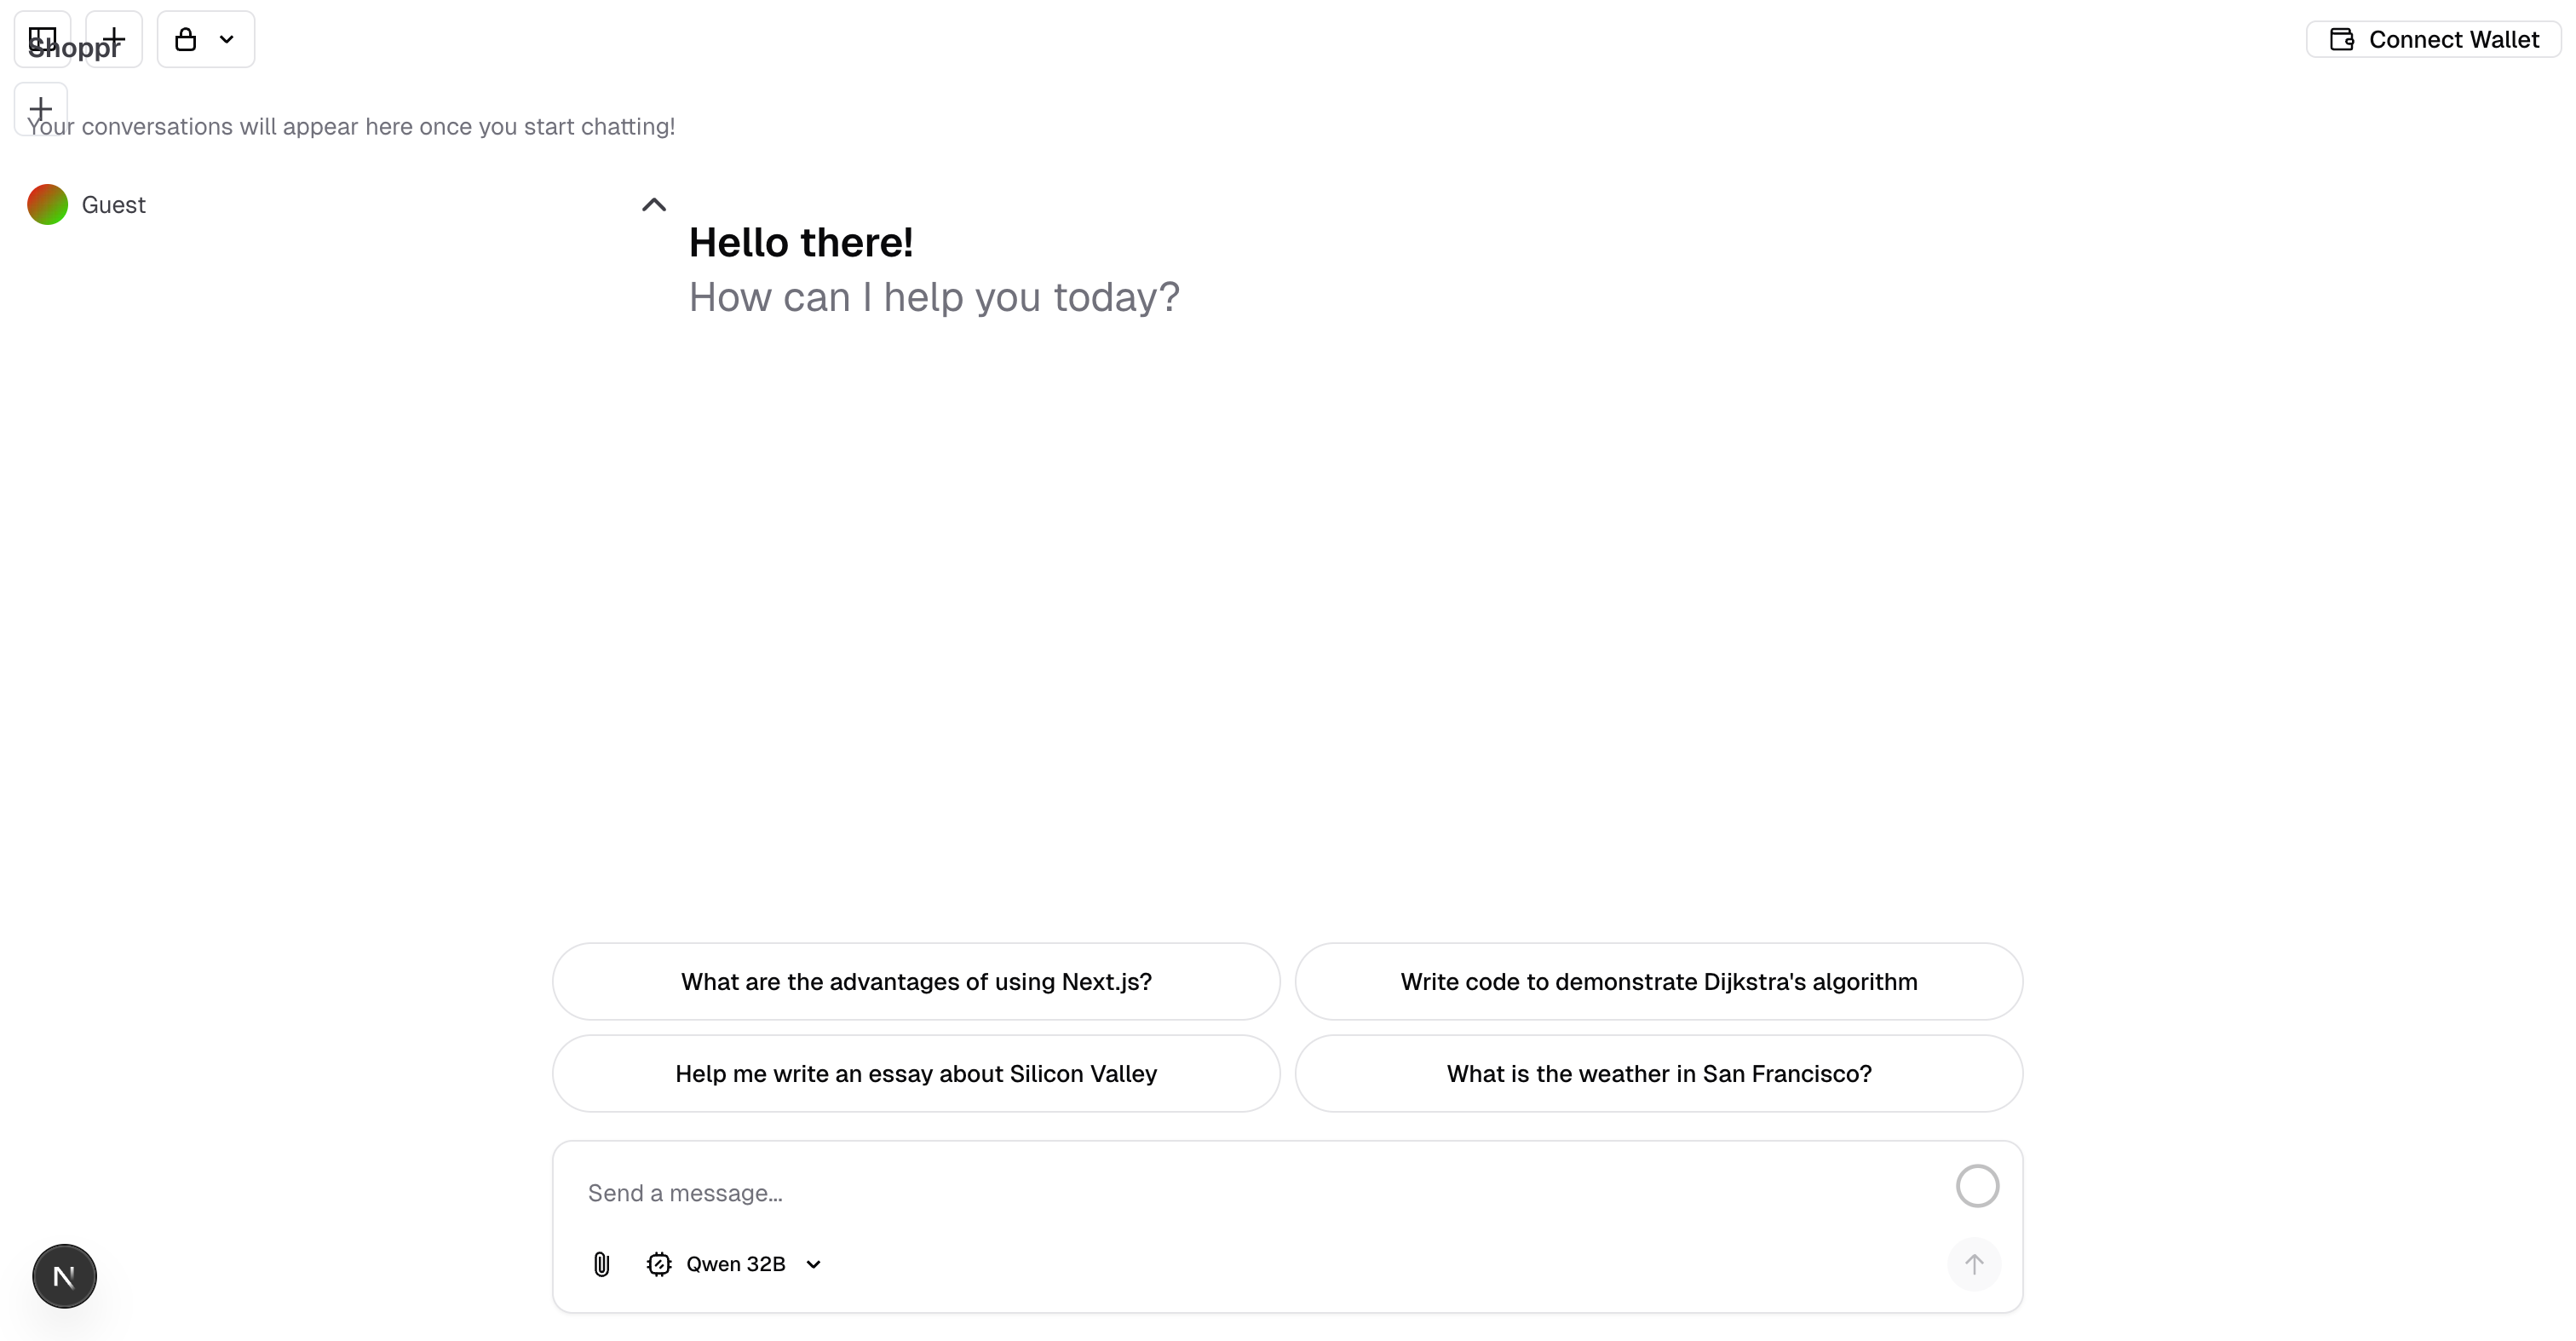 Shoppr
Connect Wallet
Your conversations will appear here once you start chatting!
Guest
Hello there!
How can I help you today?
What are the advantages of using Next.js?
Write code to demonstrate Dijkstra's algorithm
Help me write an essay about Silicon Valley
What is the weather in San Francisco?
Send a message...
Qwen 32B
N